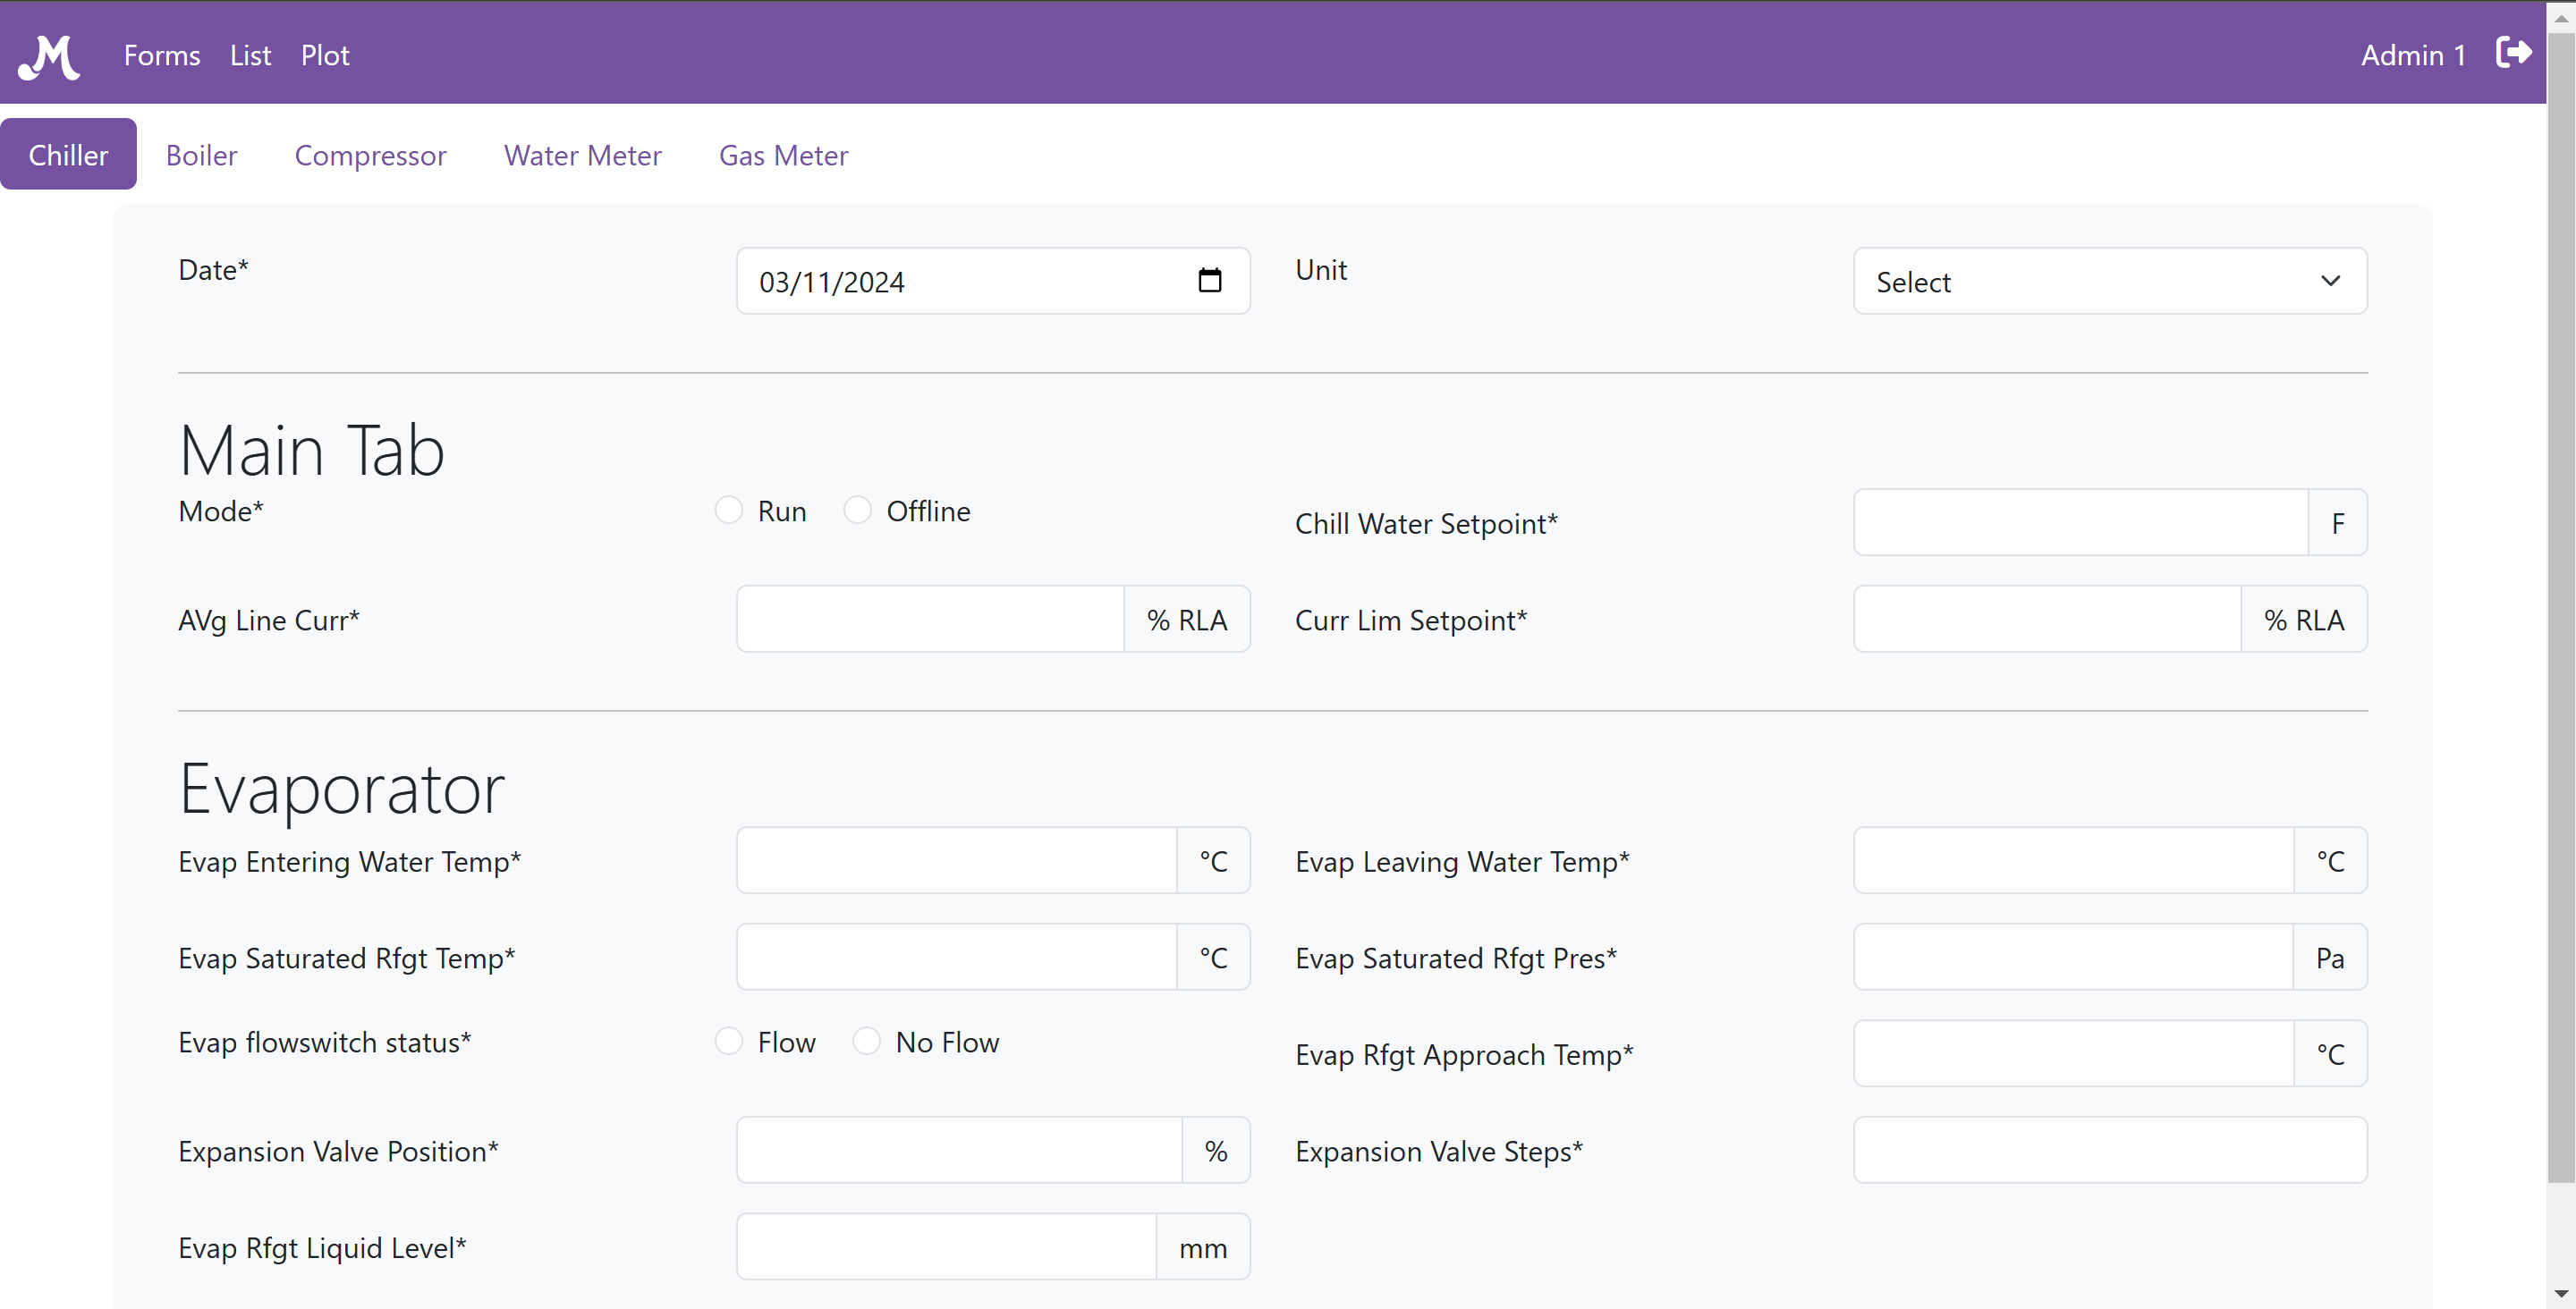 M Forms List Plot Admin 1
Chiller Boiler Compressor Water Meter Gas Meter
Date* 03/11/2024 Unit Select
Main Tab
Mode* Run Offline Chill Water Setpoint* F
AVg Line Curr* % RLA Curr Lim Setpoint* % RLA
Evaporator
Evap Entering Water Temp* °C Evap Leaving Water Temp* °C
Evap Saturated Rfgt Temp* °C Evap Saturated Rfgt Pres* Pa
Evap flowswitch status* Flow No Flow Evap Rfgt Approach Temp* °C
Expansion Valve Position* % Expansion Valve Steps*
Evap Rfgt Liquid Level* mm